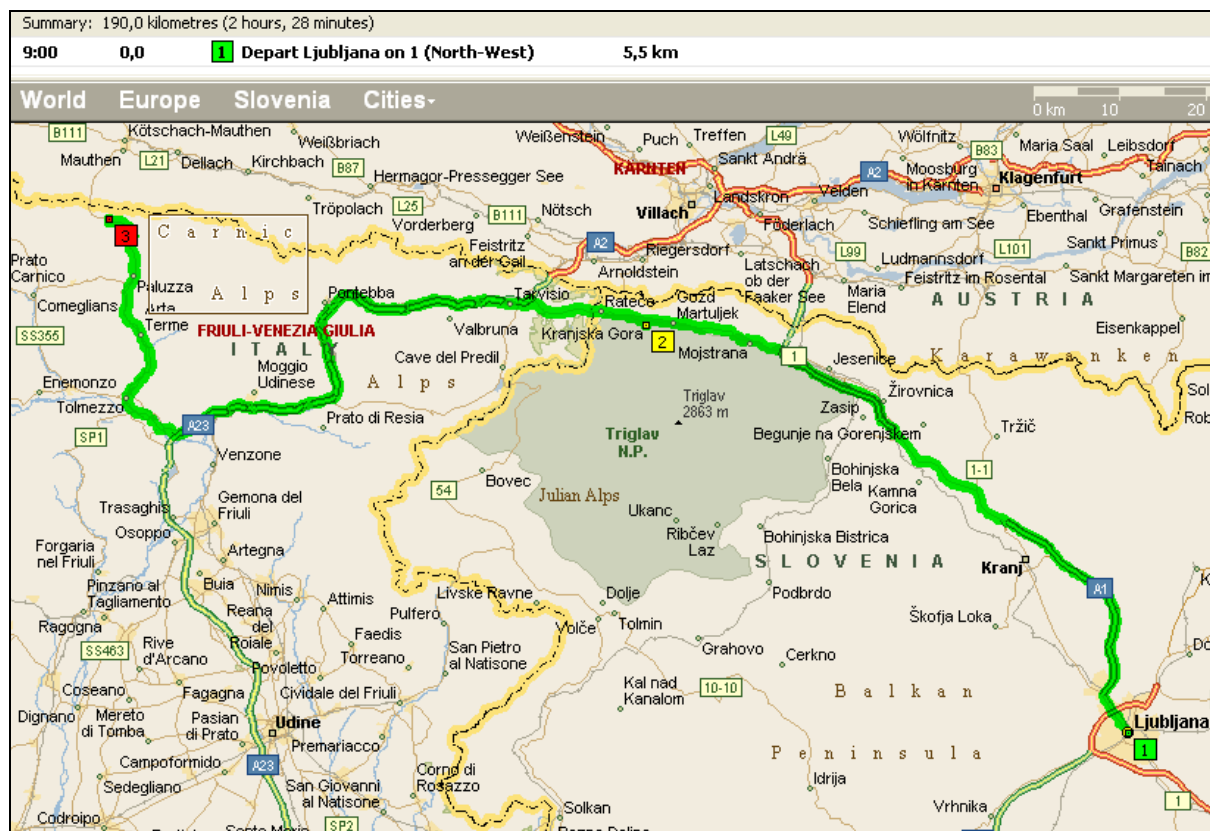 Summary: 190,0 kilometres (2 hours, 28 minutes)
9:00 0,0 1 Depart Ljubljana on 1 (North-West) 5,5 km
World Europe Slovenia Cities
0 km 10 20
B111
Kötschach-Mauthen
Weißbriach
Weißenstein
Puch
Treffen
L49
Wölfnitz
B83
Maria Saal
Leibsdorf
Mauthen
L21
Dellach
Kirchbach
B87
KÄRNTEN
Sankt Andrä
A2
Moosburg
in Kärnten
Tainach
Klagenfurt
Hermagor-Pressegger See
Landskron
Velden
Tröpolach
L25
B111
Nötsch
Villach
Föderlach
Schiefling am See
Ebenthal
Grafenstein
Vorderberg
3
Carnic
Feistritz
an der Gail
A2
Riegersdorf
L99
L101
Sankt Primus
B82
Prato
Carnico
Arnoldstein
Latschach
ob der
Faaker See
Ludmannsdorf
Feistritz im Rosental
Sankt Margareten im
Paluzza
Alps
Pontebba
Tarvisio
Ratece
Gozd
Martuljek
Maria
Elend
AUSTRIA
Comeglians
Arta
Terme
FRIULI-VENEZIA GIULIA
Valbruna
Kranjska Gora
2
Eisenkappel
SS355
ITALY
Cave del Predil
Mojstrana
1
Jesenice
Karawanken
Moggio
Udinese
Alps
Enemonzo
Triglav
2863 m
Žirovnica
Sol
Tolmezzo
Zasip
Rob
SP1
A23
Prato di Resia
Triglav
N.P.
Begunje na Gorenjskem
Tržič
Venzone
Bohinjska
Bela
1-1
Bovec
54
Julian Alps
Kamna
Gorica
Trasaghis
Gemona del
Friuli
Ukanc
Osoppo
Ribčev
Laz
Bohinjska Bistrica
Forgaria
nel Friuli
Artegna
SLOVENIA
Kranj
Pinzano al
Tagliamento
Buia
Nimis
Attimis
Livške Ravne
Dolje
Podbrdo
A1
Ragogna
Reana
del
Roiale
Pulfero
Volče
Tolmin
Škofja Loka
SS463
Rive
d'Arcano
Faedis
San Pietro
al Natisone
Grahovo
Cerkno
Povoletto
Torreano
Coseano
Fagagna
Cividale del Friuli
Kal nad
Kanalom
10-10
Balkan
Dignano
Mereto
di Tomba
Pasian
di Prato
Udine
Ljubljana
Premariacco
Peninsula
1
Campoformido
A23
Corno di
Rosazzo
Idrija
Sedegliano
San Giovanni
al Natisone
Solkan
Vrhnika
1
Codroipo
SP2